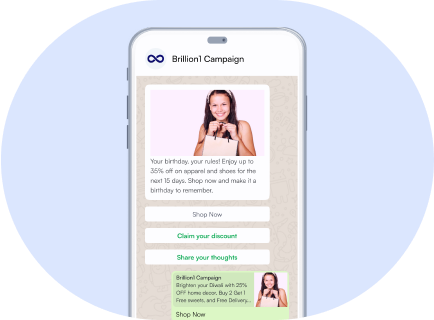 Brillion1 Campaign
Your birthday, your rules! Enjoy up to
35% off on apparel and shoes for the
next 15 days. Shop now and make it a
birthday to remember.
Shop Now
Claim your discount
Share your thoughts
Brillion1 Campaign
Brighten your Diwali with 25%
OFF home decor, Buy 2 Get 1
Free sweets, and Free Delivery...
Shop Now